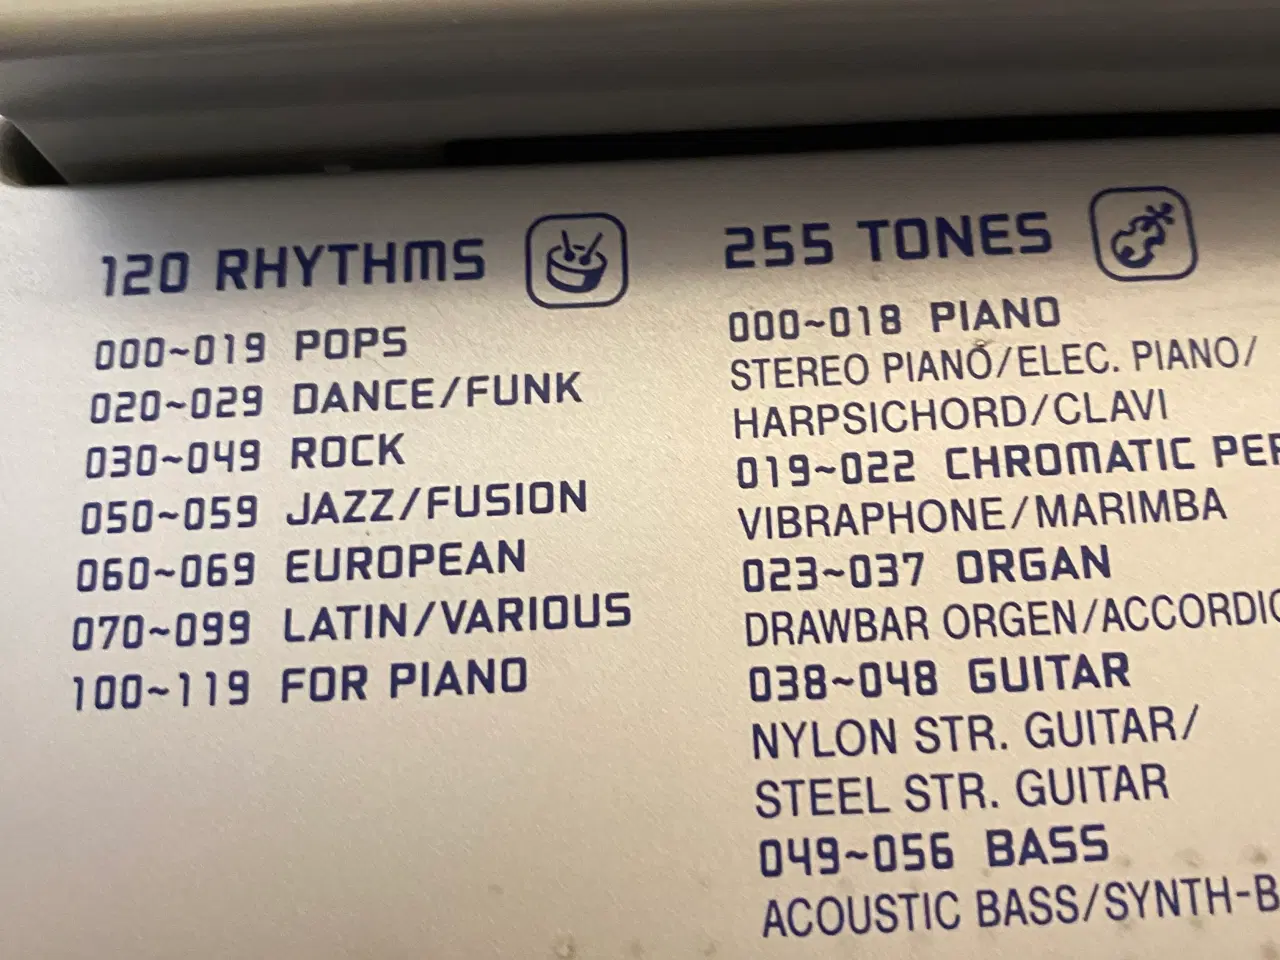 120 RHYTHMS
000~019 POPS
020~029 DANCE/FUNK
030~049 ROCK
050~059 JAZZ/FUSION
060~069 EUROPEAN
070~099 LATIN/VARIOUS
100~119 FOR PIANO
255 TONES
000~018 PIANO
STEREO PIANO/ELEC. PIANO/
HARPSICHORD/CLAVI
019~022 CHROMATIC
VIBRAPHONE/MARIMBA
023~037 ORGAN
DRAWBAR ORGEN/
038~048 GUITAR
NYLON STR. GUITAR/
STEEL STR. GUITAR
049~056 BASS
ACOUSTIC BASS/SYNTH-B